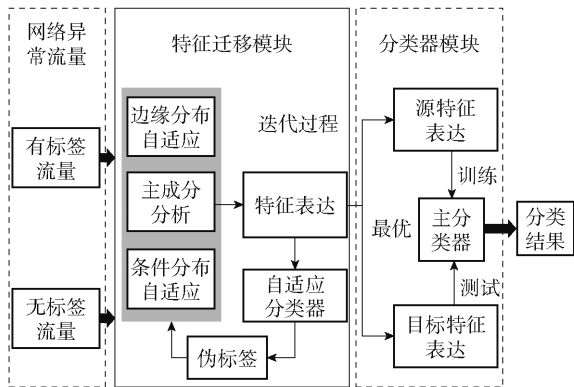 网络异
常流量
有标签
流量
无标签
流量
特征迁移模块
边缘分布
自适应
主成分
分析
条件分布
自适应
迭代过程
特征表达
自适应
分类器
伪标签
最优
分类器模块
源特征
表达
训练
主分
类器
测试
目标特征
表达
分类
结果